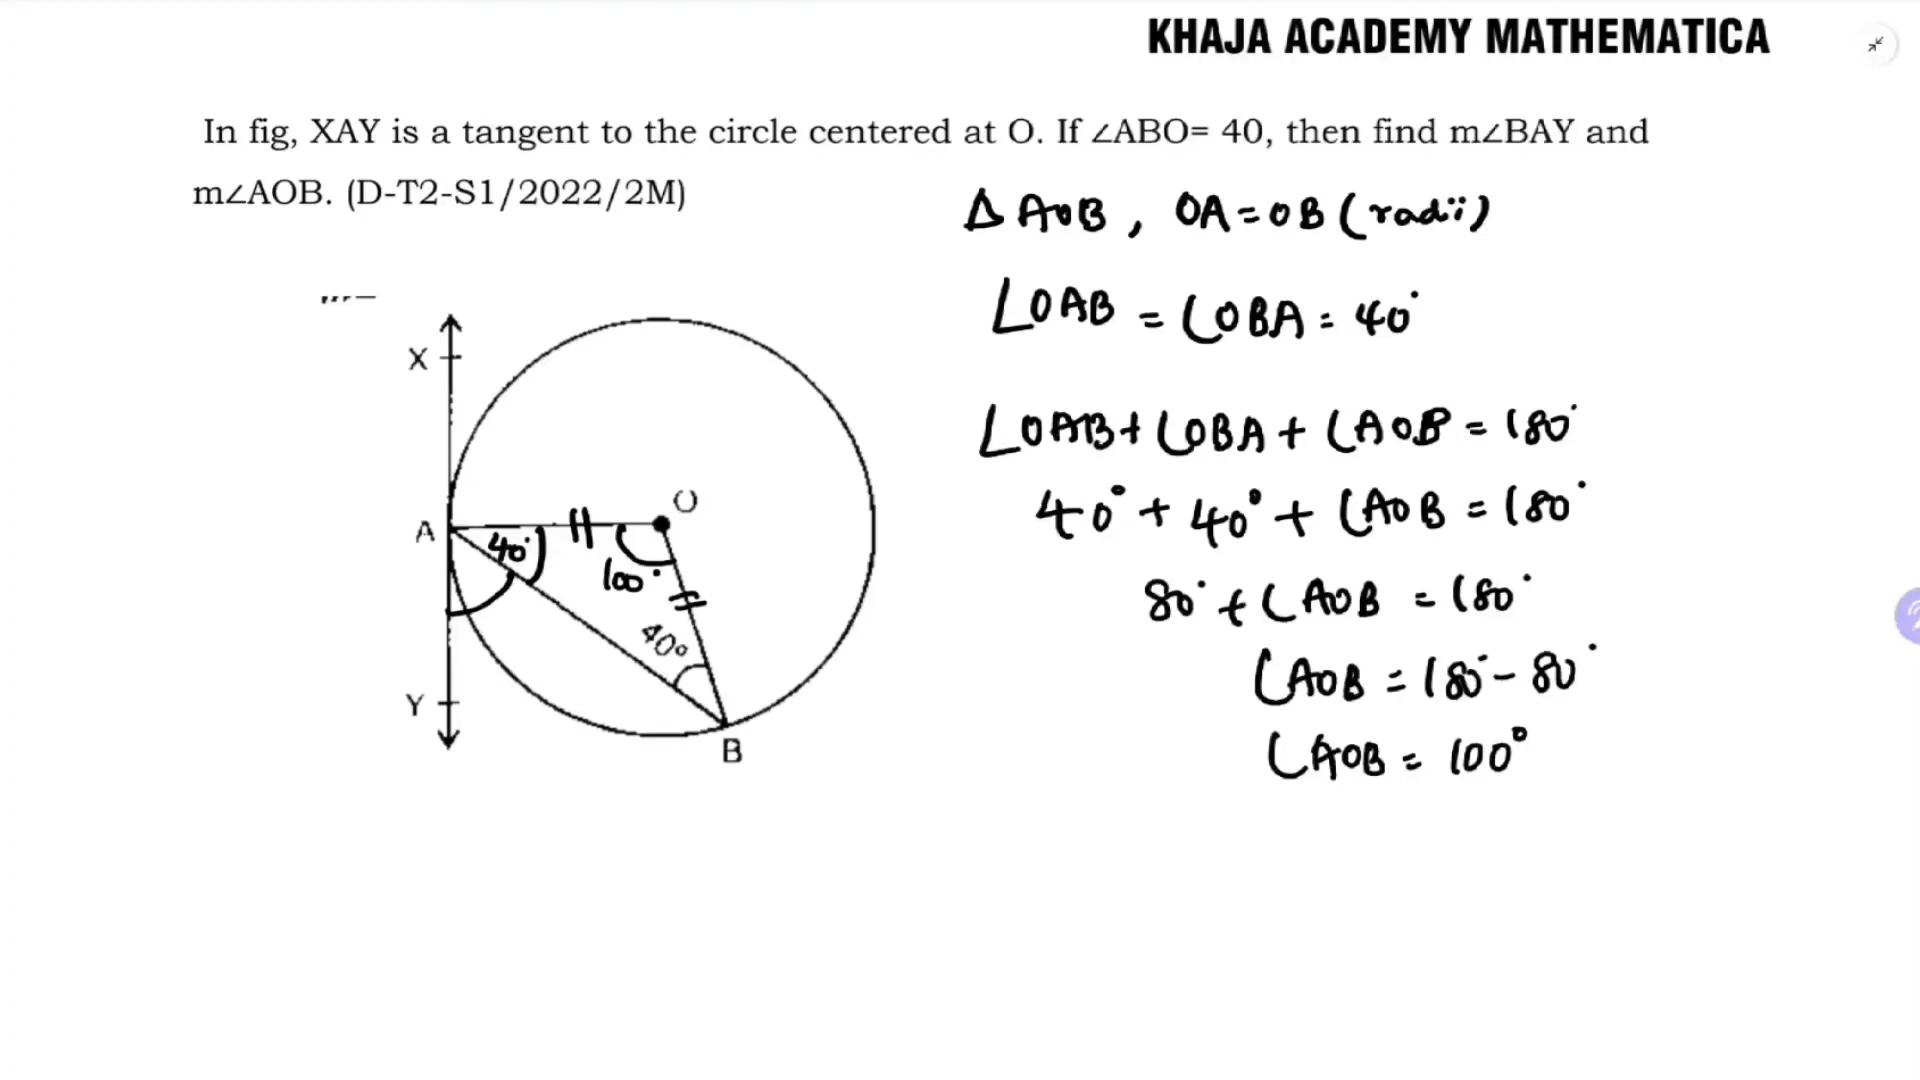 KHAJA ACADEMY MATHEMATICA
In fig, XAY is a tangent to the circle centered at O. If ∠ABO= 40, then find m∠BAY and
m∠AOB. (D-T2-S1/2022/2M)
Δ AOB, OA=OB (radii)
∠OAB = ∠OBA = 40°
∠OAB + ∠OBA + ∠AOB = 180°
40° + 40° + ∠AOB = 180°
80° + ∠AOB = 180°
∠AOB = 180° - 80°
∠AOB = 100°
X
O
A
40°
100°
40°
Y
B